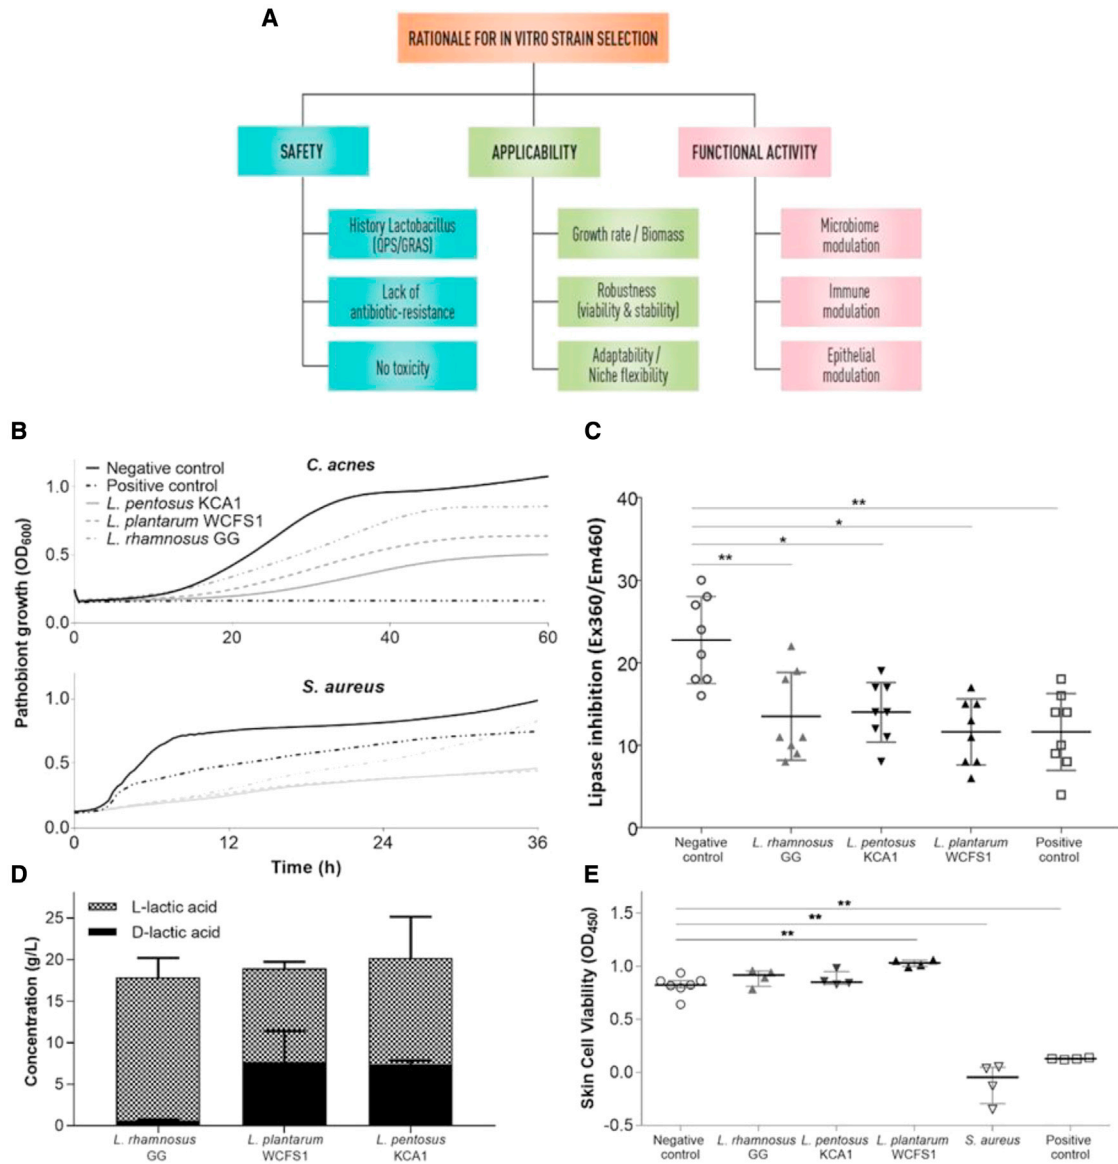 A
RATIONALE FOR IN VITRO STRAIN SELECTION
SAFETY
APPLICABILITY
FUNCTIONAL ACTIVITY
History Lactobacillus
(QPS/GRAS)
Growth rate / Biomass
Microbiome
modulation
Lack of
antibiotic-resistance
Robustness
(viability & stability)
Immune
modulation
No toxicity
Adaptability /
Niche flexibility
Epithelial
modulation
B
Pathobiont growth (OD600)
Negative control
Positive control
L. pentosus KCA1
L. plantarum WCFS1
L. rhamnosus GG
C. acnes
1.0
0.5
0.0
0
20
40
60
S. aureus
1.0
0.5
0.0
0
12
24
36
Time (h)
C
Lipase inhibition (Ex360/Em460)
40
30
20
10
0
**
*
*
**
Negative
control
L. rhamnosus
GG
L. pentosus
KCA1
L. plantarum
WCFS1
Positive
control
D
Concentration (g/L)
L-lactic acid
D-lactic acid
25
20
15
10
5
0
L. rhamnosus
GG
L. plantarum
WCFS1
L. pentosus
KCA1
E
Skin Cell Viability (OD450)
1.5
1.0
0.5
0.0
-0.5
**
**
**
Negative
control
L. rhamnosus
GG
L. pentosus
KCA1
L. plantarum
WCFS1
S. aureus
Positive
control